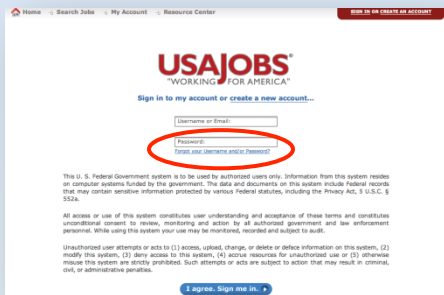 Home Search Jobs My Account Resource Center SIGN IN OR CREATE AN ACCOUNT
USAJOBS®
"WORKING FOR AMERICA"
Sign in to my account or create a new account...
Username or Email:
Password:
Forgot your Username and/or Password?
This U. S. Federal Government system is to be used by authorized users only. Information from this system resides
on computer systems funded by the government. The data and documents on this system include Federal records
that may contain sensitive information protected by various Federal statutes, including the Privacy Act, 5 U.S.C. §
552a.
All access or use of this system constitutes user understanding and acceptance of these terms and constitutes
unconditional consent to review, monitoring and action by all authorized government and law enforcement
personnel. While using this system your use may be monitored, recorded and subject to audit.
Unauthorized user attempts or acts to (1) access, upload, change, or delete or deface information on this system, (2)
modify this system, (3) deny access to this system, (4) accrue resources for unauthorized use or (5) otherwise
misuse this system are strictly prohibited. Such attempts or acts are subject to action that may result in criminal,
civil, or administrative penalties.
I agree. Sign me in.